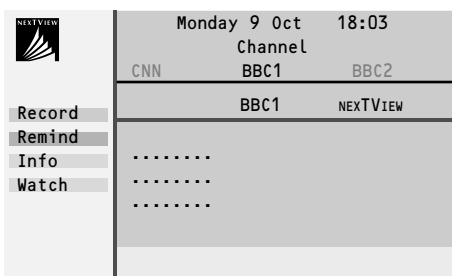 NEXTVIEW
Monday 9 Oct 18:03
Channel
CNN BBC1 BBC2
BBC1 NEXTVIEW
Record
Remind
Info
Watch
........
........
........